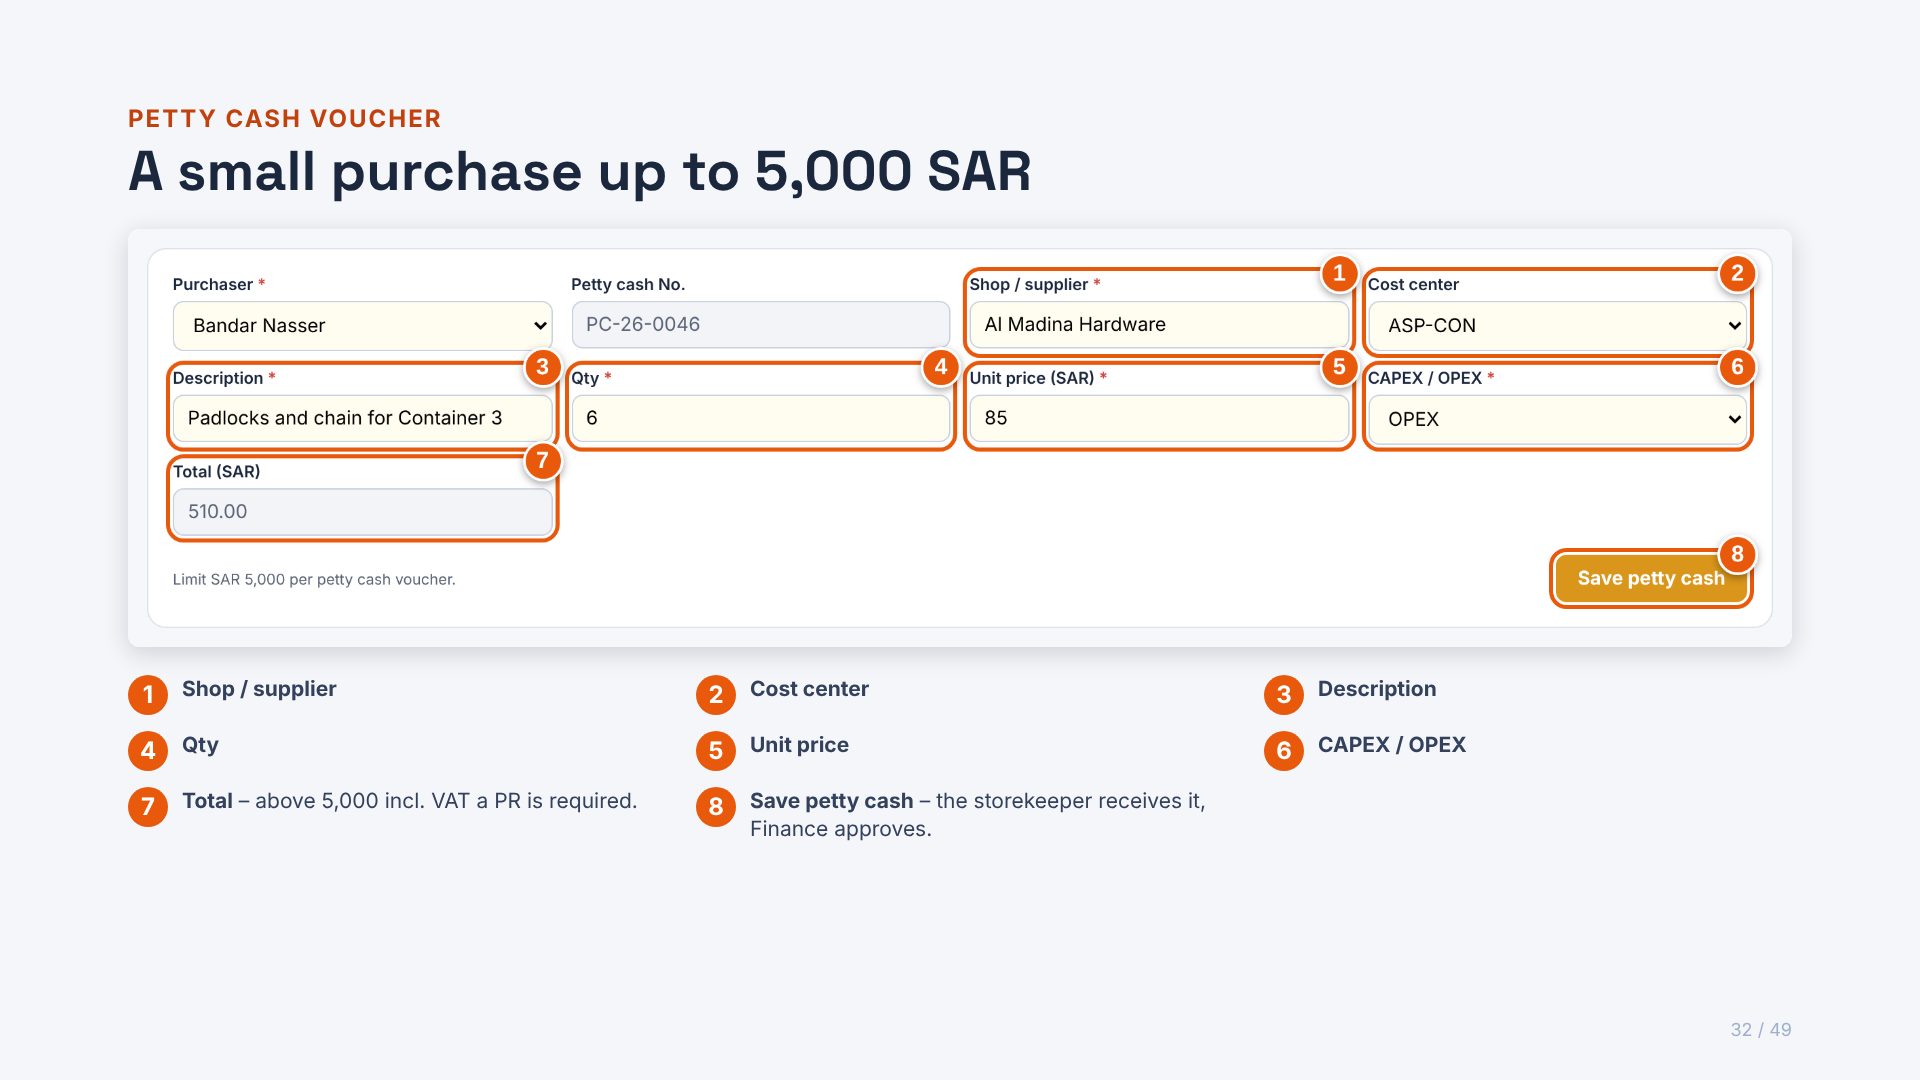 PETTY CASH VOUCHER
A small purchase up to 5,000 SAR
Purchaser *
Petty cash No.
Shop / supplier *
1
Cost center
2
Bandar Nasser
PC-26-0046
Al Madina Hardware
ASP-CON
Description *
3
Qty *
4
Unit price (SAR) *
5
CAPEX / OPEX *
6
Padlocks and chain for Container 3
6
85
OPEX
Total (SAR)
7
510.00
Limit SAR 5,000 per petty cash voucher.
Save petty cash
8
1 Shop / supplier
2 Cost center
3 Description
4 Qty
5 Unit price
6 CAPEX / OPEX
7 Total – above 5,000 incl. VAT a PR is required.
8 Save petty cash – the storekeeper receives it,
Finance approves.
32 / 49